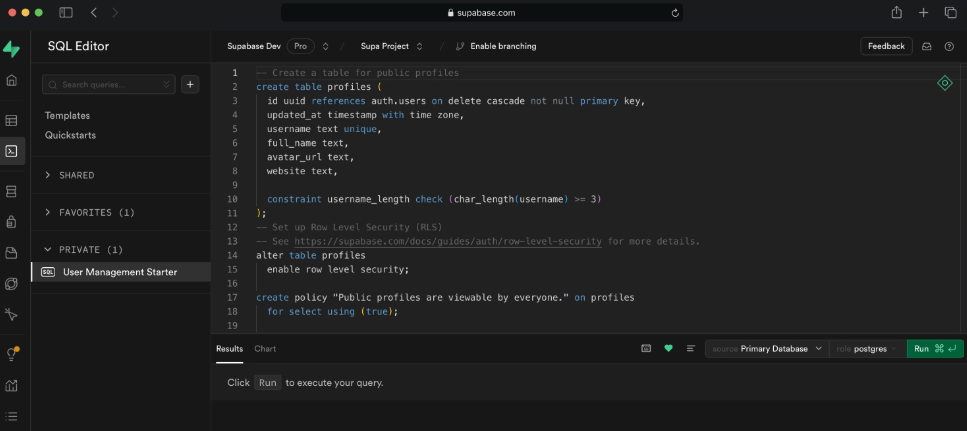 supabase.com
SQL Editor
Supabase Dev Pro / Supa Project / Enable branching
Feedback
Search queries...
Templates
Quickstarts
SHARED
FAVORITES (1)
PRIVATE (1)
SQL User Management Starter
1 -- Create a table for public profiles
2 create table profiles (
3 id uuid references auth.users on delete cascade not null primary key,
4 updated_at timestamp with time zone,
5 username text unique,
6 full_name text,
7 avatar_url text,
8 website text,
9
10 constraint username_length check (char_length(username) >= 3)
11 );
12 -- Set up Row Level Security (RLS)
13 -- See https://supabase.com/docs/guides/auth/row-level-security for more details.
14 alter table profiles
15 enable row level security;
16
17 create policy "Public profiles are viewable by everyone." on profiles
18 for select using (true);
19
Results Chart
source Primary Database role postgres Run ⌘ ↵
Click Run to execute your query.